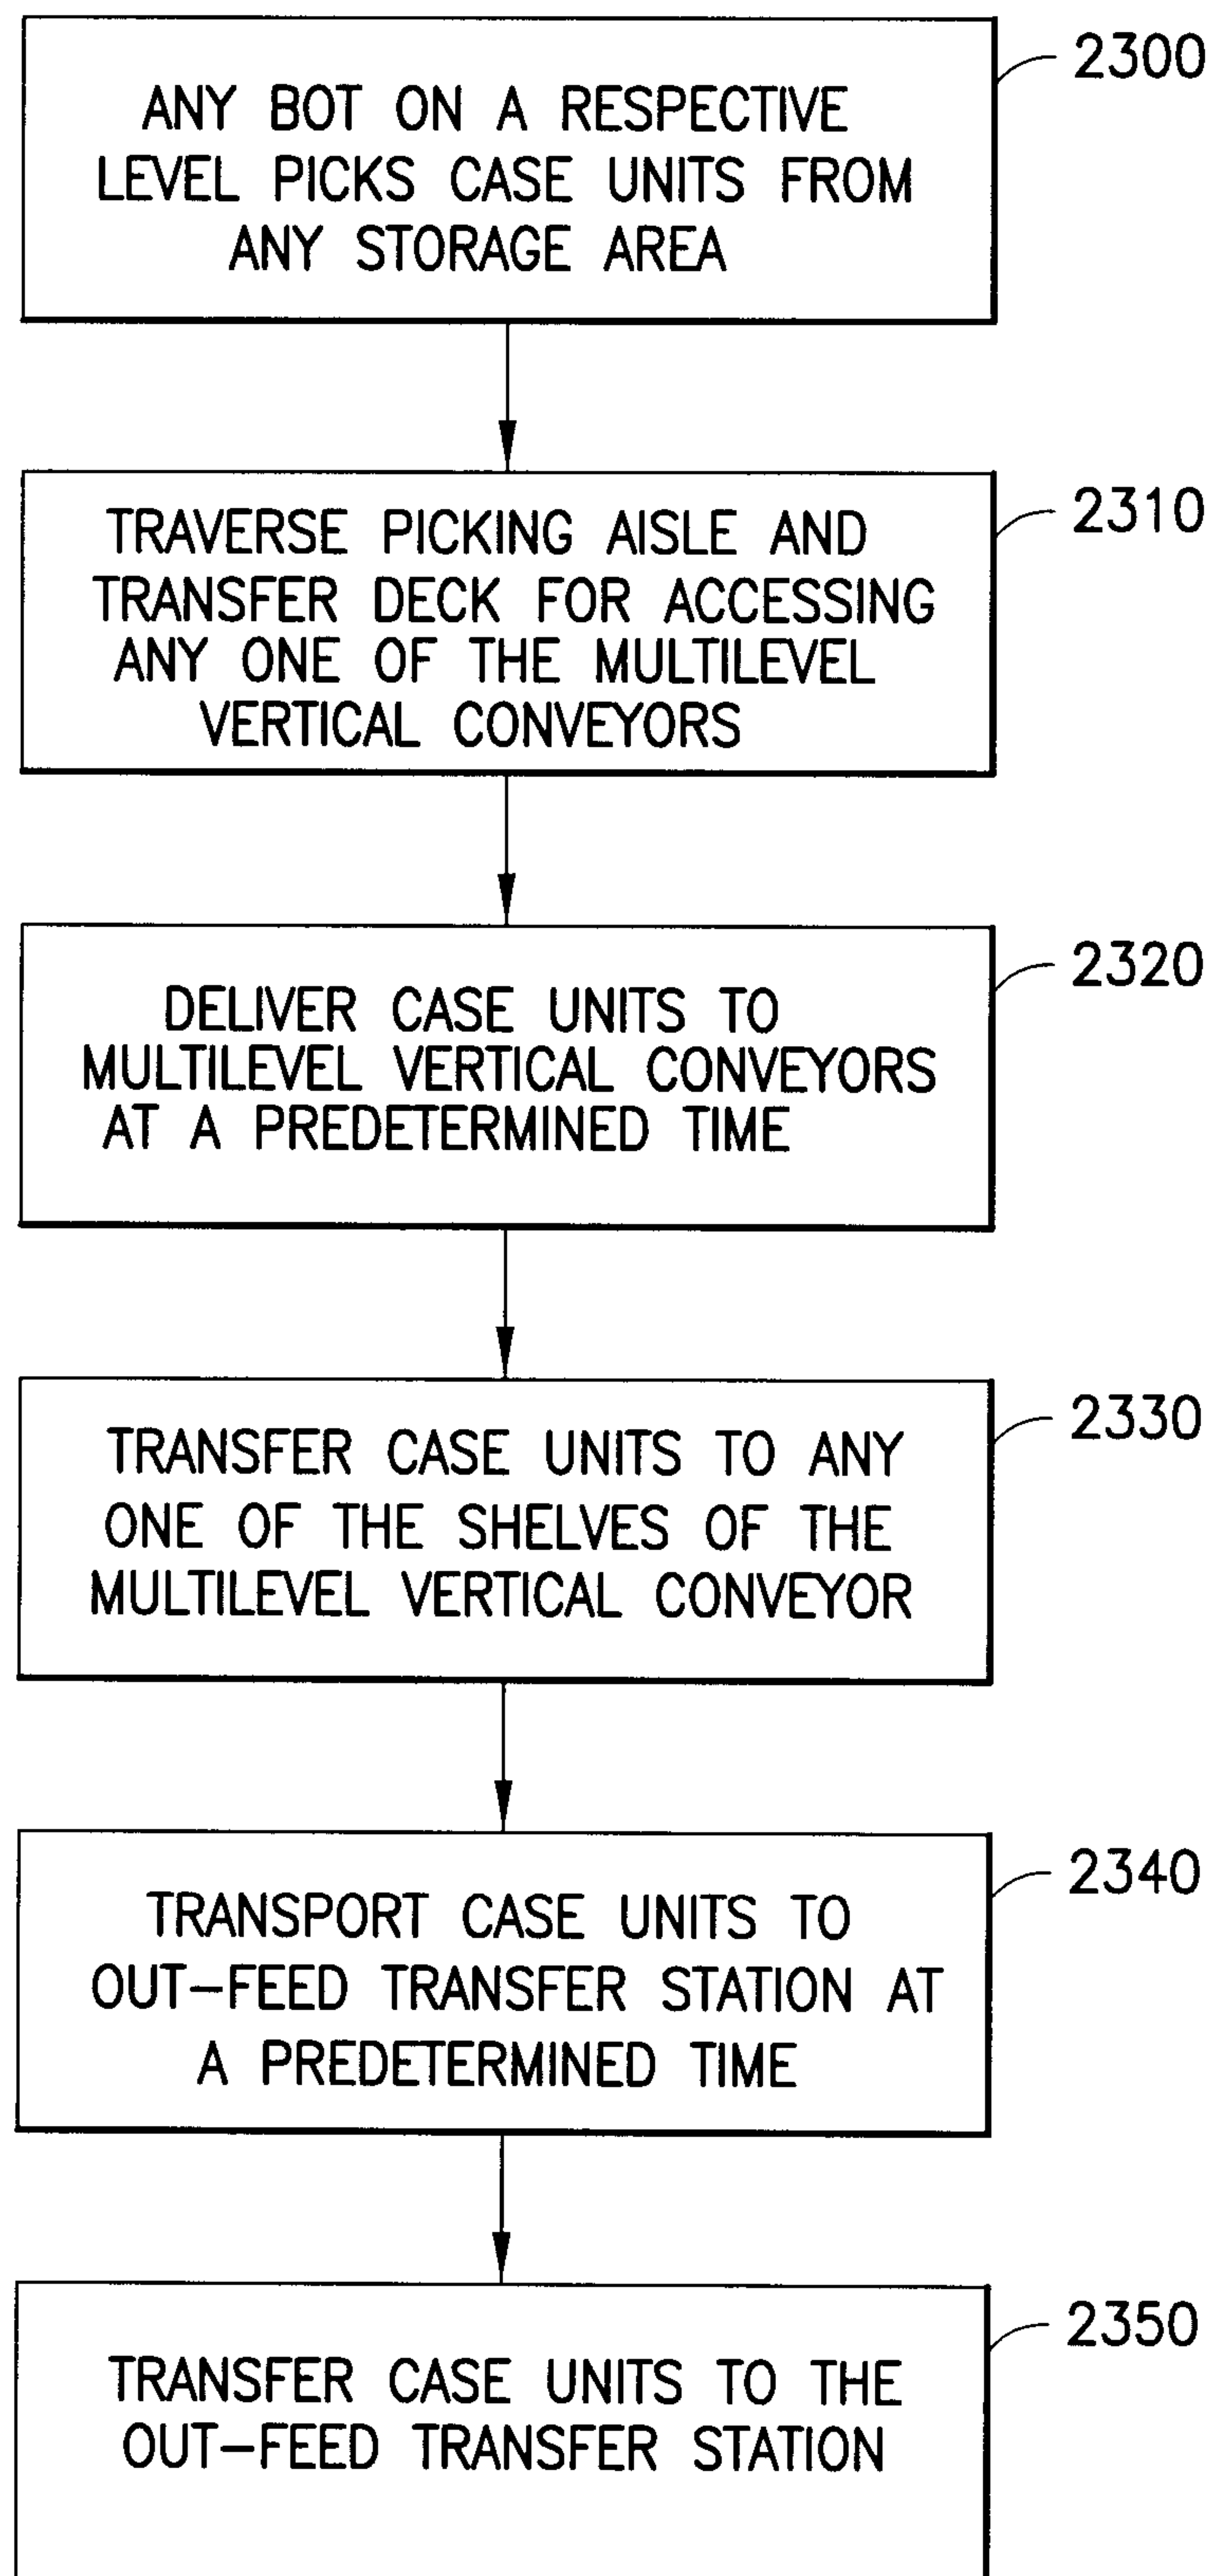 ANY BOT ON A RESPECTIVE
LEVEL PICKS CASE UNITS FROM
ANY STORAGE AREA
2300
TRAVERSE PICKING AISLE AND
TRANSFER DECK FOR ACCESSING
ANY ONE OF THE MULTILEVEL
VERTICAL CONVEYORS
2310
DELIVER CASE UNITS TO
MULTILEVEL VERTICAL CONVEYORS
AT A PREDETERMINED TIME
2320
TRANSFER CASE UNITS TO ANY
ONE OF THE SHELVES OF THE
MULTILEVEL VERTICAL CONVEYOR
2330
TRANSPORT CASE UNITS TO
OUT-FEED TRANSFER STATION AT
A PREDETERMINED TIME
2340
TRANSFER CASE UNITS TO THE
OUT-FEED TRANSFER STATION
2350